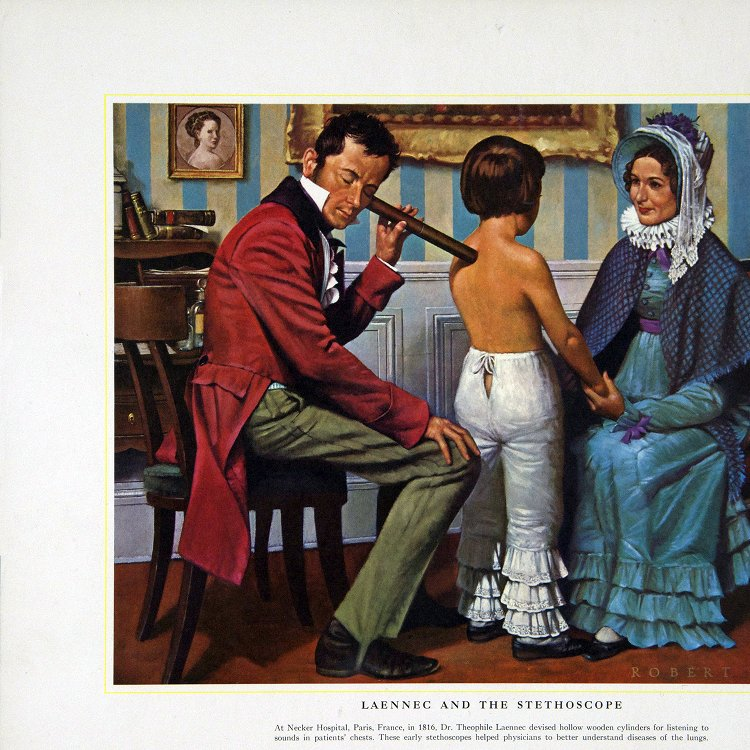 ROBERT
LAENNEC AND THE STETHOSCOPE
At Necker Hospital, Paris, France, in 1816, Dr. Theophile Laennec devised hollow wooden cylinders for listening to
sounds in patients' chests. These early stethoscopes helped physicians to better understand diseases of the lungs.